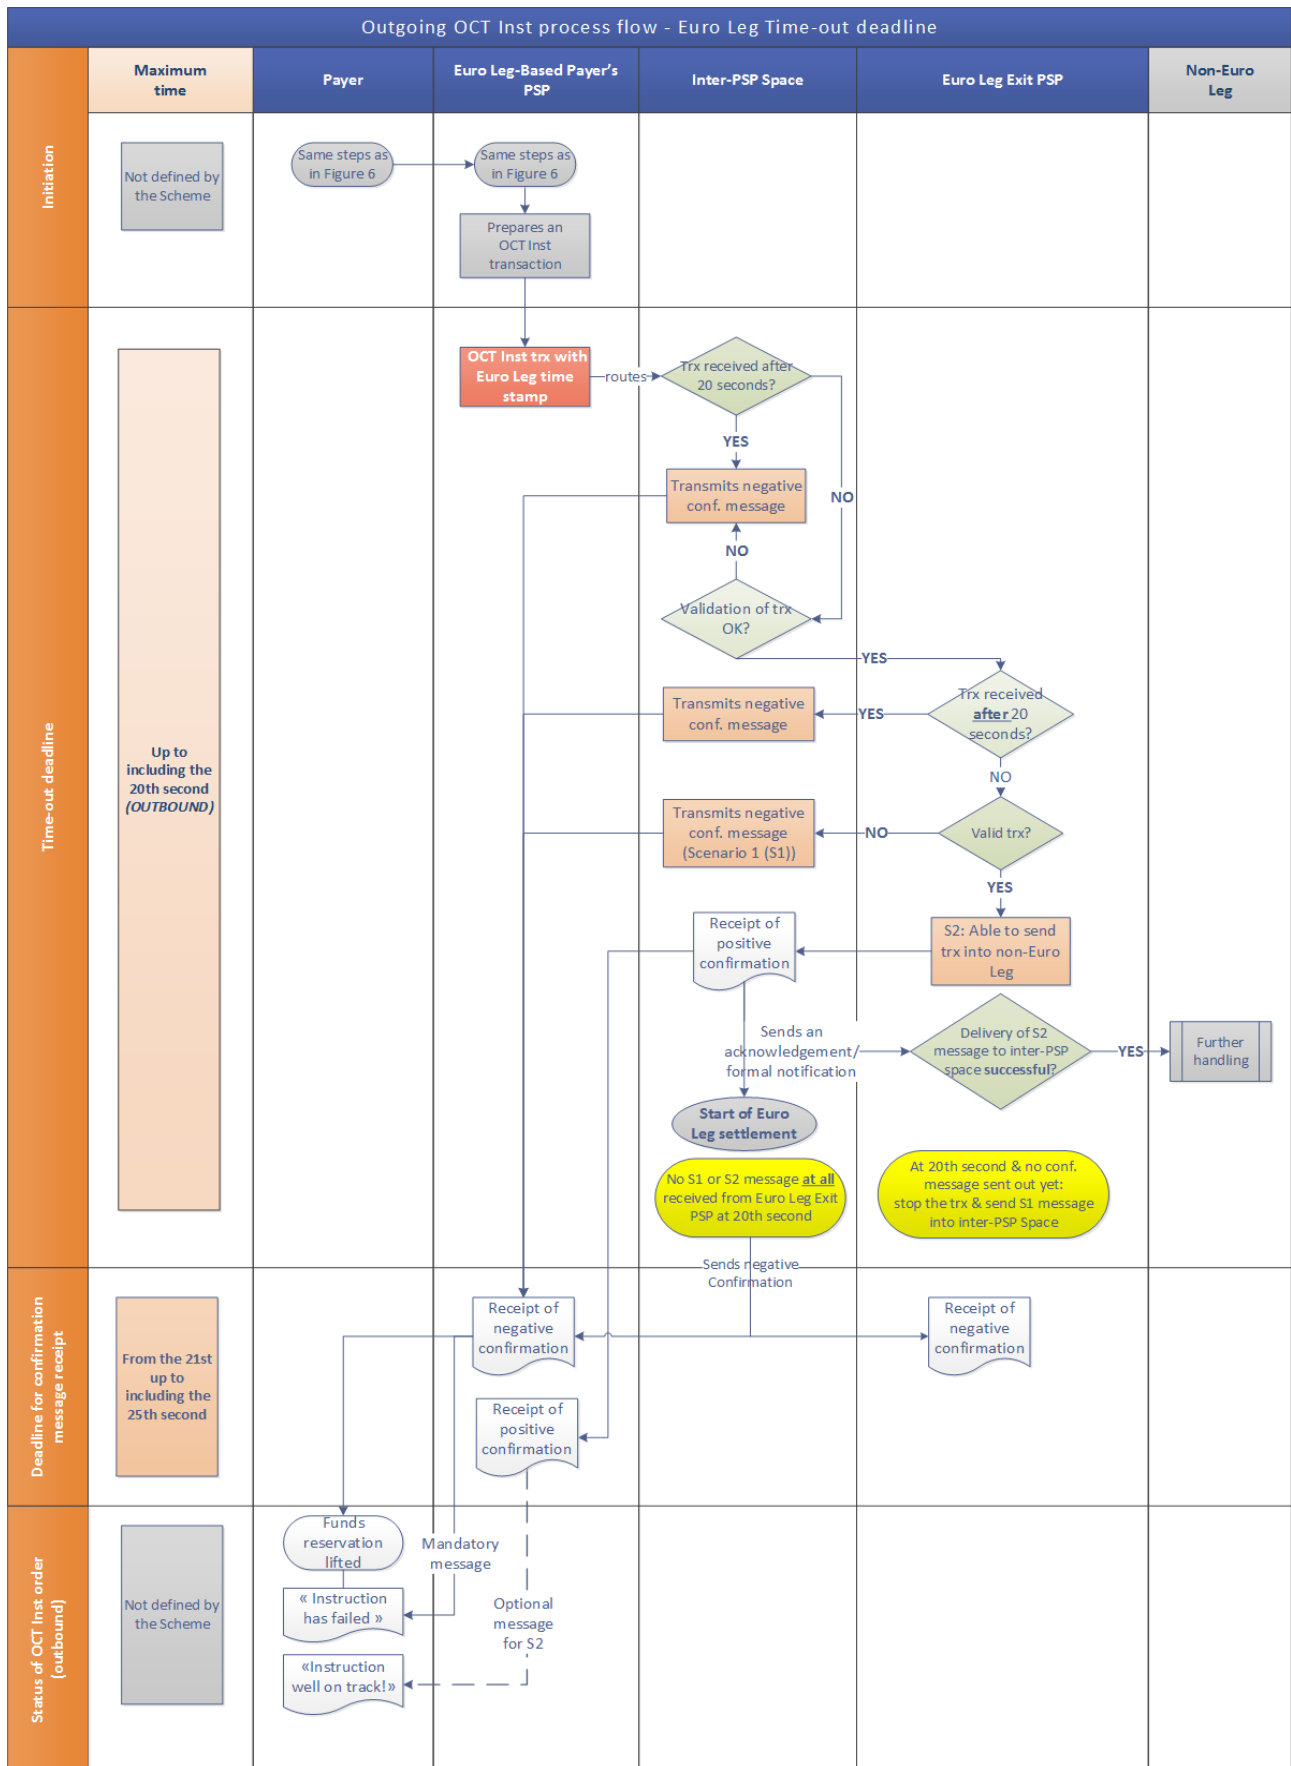 Outgoing OCT Inst process flow - Euro Leg Time-out deadline
Maximum
time
Payer
Euro Leg-Based Payer's
PSP
Inter-PSP Space
Euro Leg Exit PSP
Non-Euro
Leg
Initiation
Not defined by
the Scheme
Same steps as
in Figure 6
Same steps as
in Figure 6
Prepares an
OCT Inst
transaction
Time-out deadline
Up to
including the
20th second
(OUTBOUND)
OCT Inst trx with
Euro Leg time
stamp
routes
Trx received after
20 seconds?
YES
NO
Transmits negative
conf. message
NO
Validation of trx
OK?
YES
Trx received
after 20
seconds?
YES
Transmits negative
conf. message
NO
Valid trx?
NO
Transmits negative
conf. message
(Scenario 1 (S1))
YES
S2: Able to send
trx into non-Euro
Leg
Receipt of
positive
confirmation
Sends an
acknowledgement/
formal notification
Delivery of S2
message to inter-PSP
space successful?
YES
Further
handling
Start of Euro
Leg settlement
No S1 or S2 message at all
received from Euro Leg Exit
PSP at 20th second
At 20th second & no conf.
message sent out yet:
stop the trx & send S1 message
into inter-PSP Space
Sends negative
Confirmation
Deadline for confirmation
message receipt
From the 21st
up to
including the
25th second
Receipt of
negative
confirmation
Receipt of
negative
confirmation
Receipt of
positive
confirmation
Status of OCT Inst order
(outbound)
Not defined by
the Scheme
Funds
reservation
lifted
Mandatory
message
« Instruction
has failed »
Optional
message
for S2
«Instruction
well on track!»